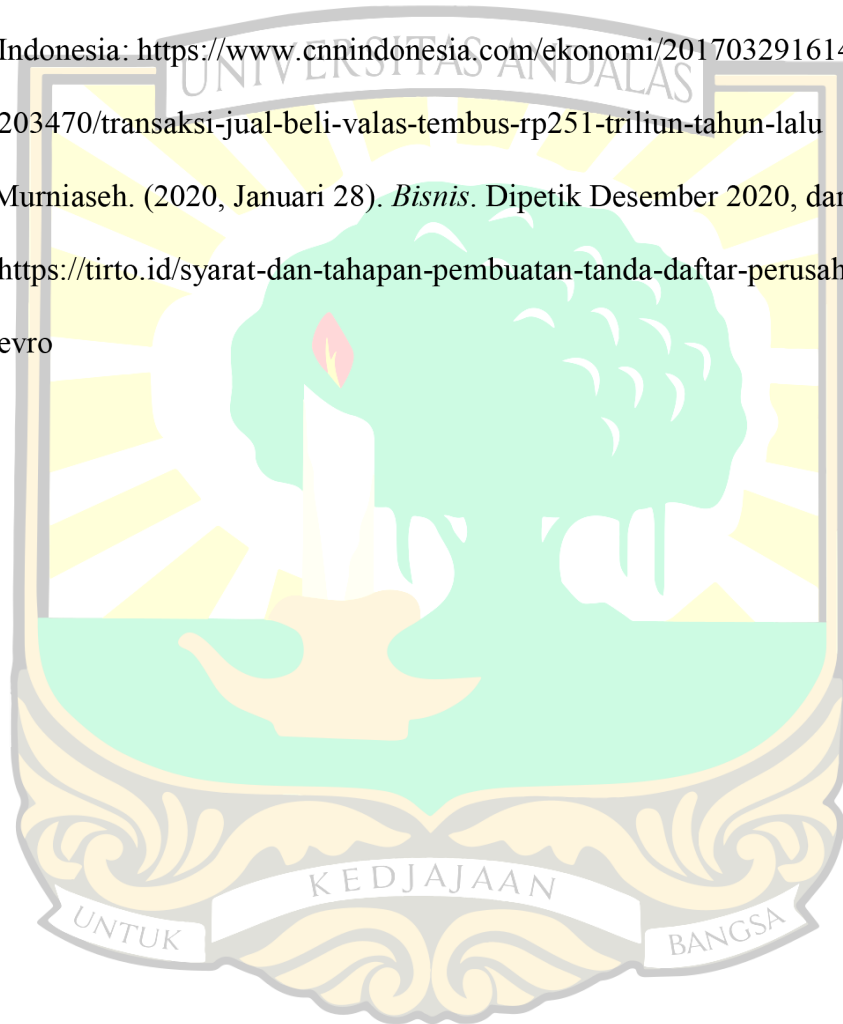 Indonesia: https://www.cnnindonesia.com/ekonomi/201703291614
UNIVERSITAS ANDALAS
203470/transaksi-jual-beli-valas-tembus-rp251-triliun-tahun-lalu
Murniaseh. (2020, Januari 28). Bisnis. Dipetik Desember 2020, dar
https://tirto.id/syarat-dan-tahapan-pembuatan-tanda-daftar-perusah
evro
KEDJAJAAN
UNTUK
BANGSA